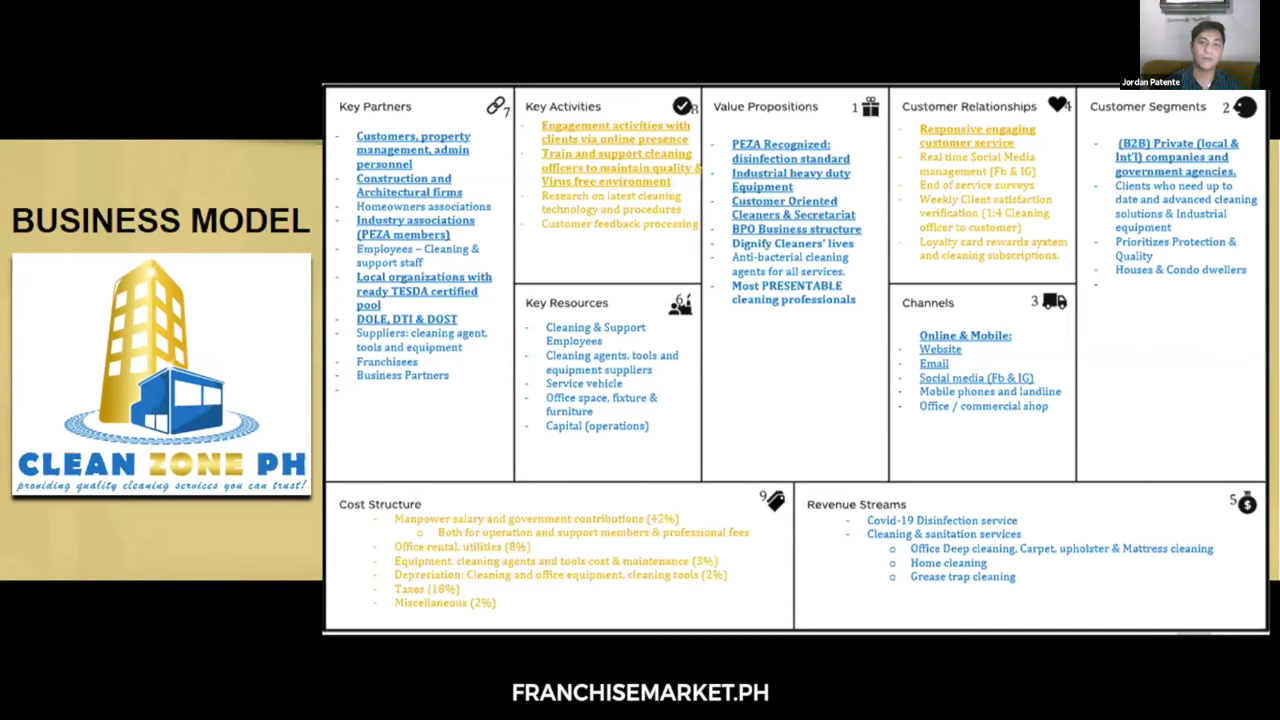 Jordan Patente
BUSINESS MODEL
CLEAN ZONE PH
providing quality cleaning services you can trust!
Key Partners
7
- Customers, property
management, admin
personnel
- Construction and
Architectural firms
- Homeowners associations
- Industry associations
(PEZA members)
- Employees – Cleaning &
support staff
- Local organizations with
ready TESDA certified
pool
- DOLE, DTI & DOST
- Suppliers: cleaning agent,
tools and equipment
- Franchisees
- Business Partners
-
Key Activities
8
- Engagement activities with
clients via online presence
- Train and support cleaning
officers to maintain quality &
Virus free environment
- Research on latest cleaning
technology and procedures
- Customer feedback processing
Key Resources
6
- Cleaning & Support
Employees
- Cleaning agents, tools and
equipment suppliers
- Service vehicle
- Office space, fixture &
furniture
- Capital (operations)
Value Propositions
1
- PEZA Recognized:
disinfection standard
- Industrial heavy duty
Equipment
- Customer Oriented
Cleaners & Secretariat
- BPO Business structure
- Dignify Cleaners' lives
- Anti-bacterial cleaning
agents for all services.
- Most PRESENTABLE
cleaning professionals
Customer Relationships
4
- Responsive engaging
customer service
- Real time Social Media
management (Fb & IG)
- End of service surveys
- Weekly Client satisfaction
verification (1:4 Cleaning
officer to customer)
- Loyalty card rewards system
and cleaning subscriptions.
Channels
3
Online & Mobile:
- Website
- Email
- Social media (Fb & IG)
- Mobile phones and landline
- Office / commercial shop
Customer Segments
2
- (B2B) Private (local &
Int'l) companies and
government agencies.
- Clients who need up to
date and advanced cleaning
solutions & Industrial
equipment
- Prioritizes Protection &
Quality
- Houses & Condo dwellers
-
Cost Structure
9
- Manpower salary and government contributions (42%)
o Both for operation and support members & professional fees
- Office rental, utilities (8%)
- Equipment, cleaning agents and tools cost & maintenance (3%)
- Depreciation: Cleaning and office equipment, cleaning tools (2%)
- Taxes (18%)
- Miscellaneous (2%)
Revenue Streams
5
- Covid-19 Disinfection service
- Cleaning & sanitation services
o Office Deep cleaning, Carpet, upholster & Mattress cleaning
o Home cleaning
o Grease trap cleaning
FRANCHISEMARKET.PH